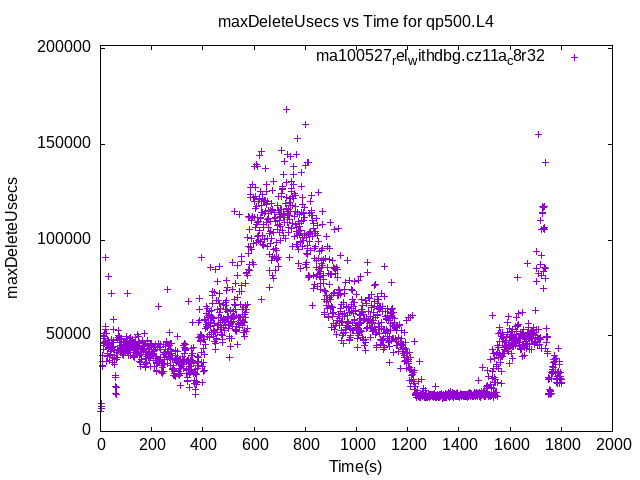 maxDeleteUsecs vs Time for qp500.L4
ma100527relwithdbg.cz11ac8r32
200000
150000
100000
50000
0
maxDeleteUsecs
0 200 400 600 800 1000 1200 1400 1600 1800 2000
Time(s)